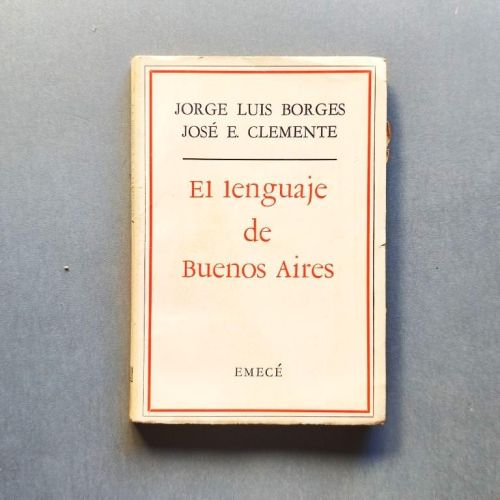 JORGE LUIS BORGES
JOSÉ E. CLEMENTE
El lenguaje
de
Buenos Aires
EMECÉ